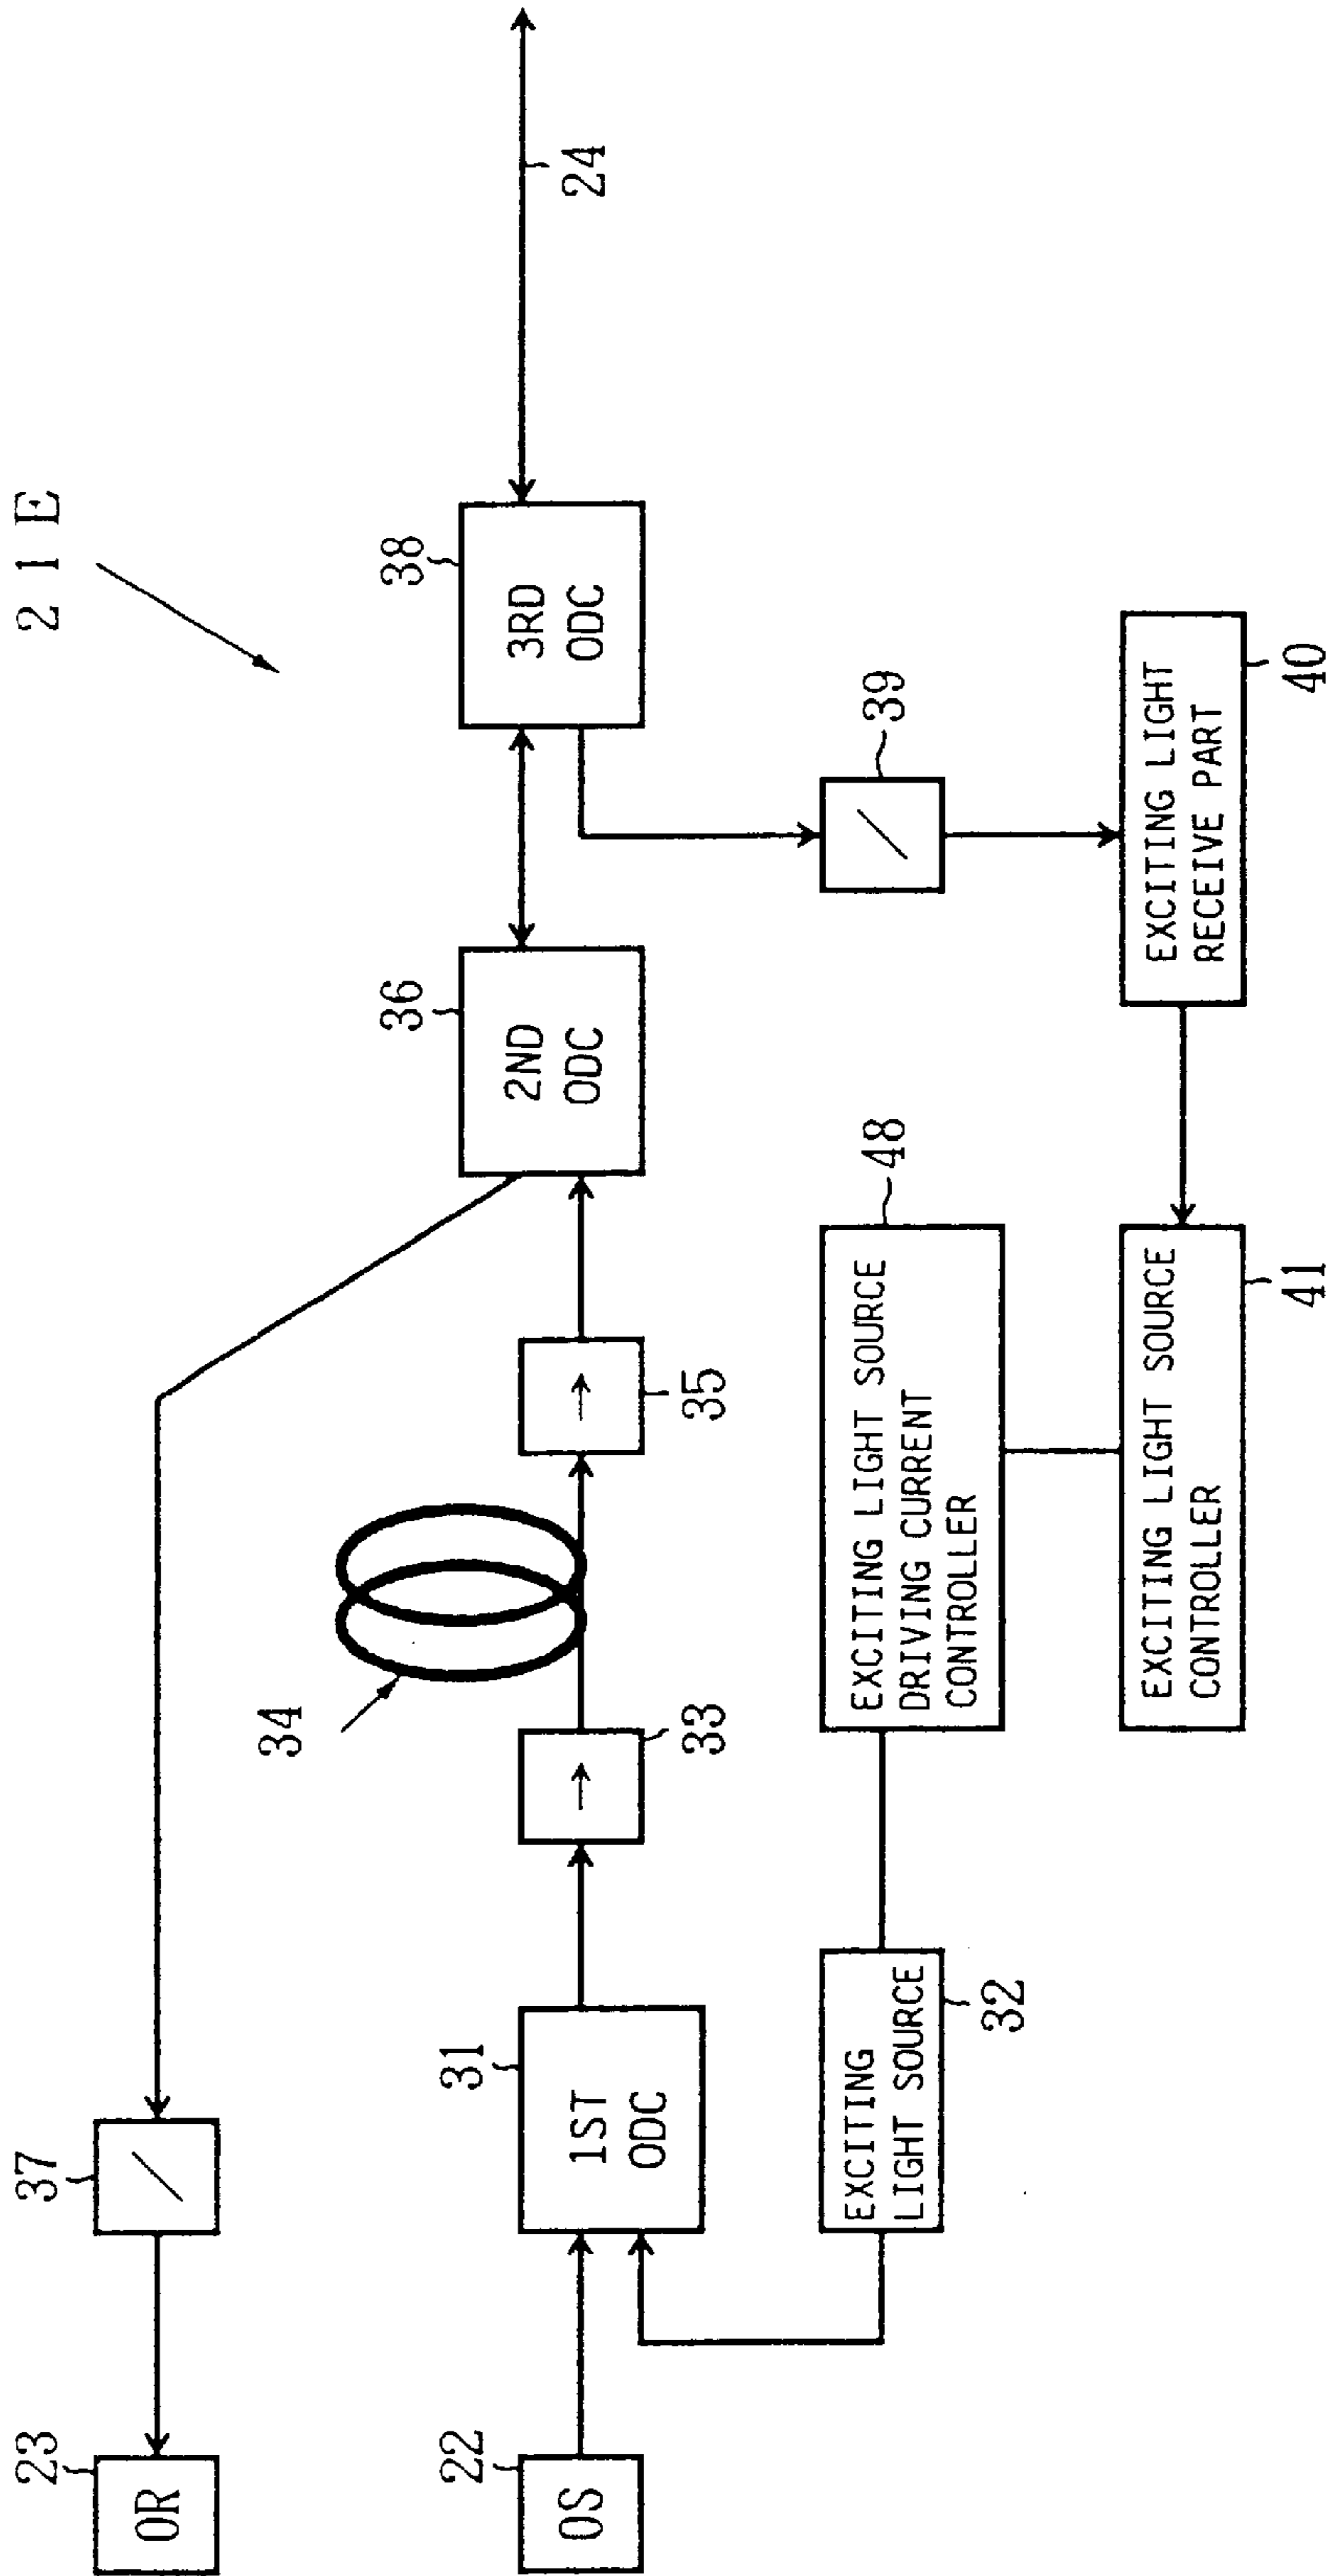 21E
23
OR
37
22
OS
31
1ST
ODC
33
34
35
36
2ND
ODC
38
3RD
ODC
24
EXCITING
LIGHT SOURCE
32
EXCITING LIGHT SOURCE
DRIVING CURRENT
CONTROLLER
48
39
EXCITING LIGHT SOURCE
CONTROLLER
41
EXCITING LIGHT
RECEIVE PART
40